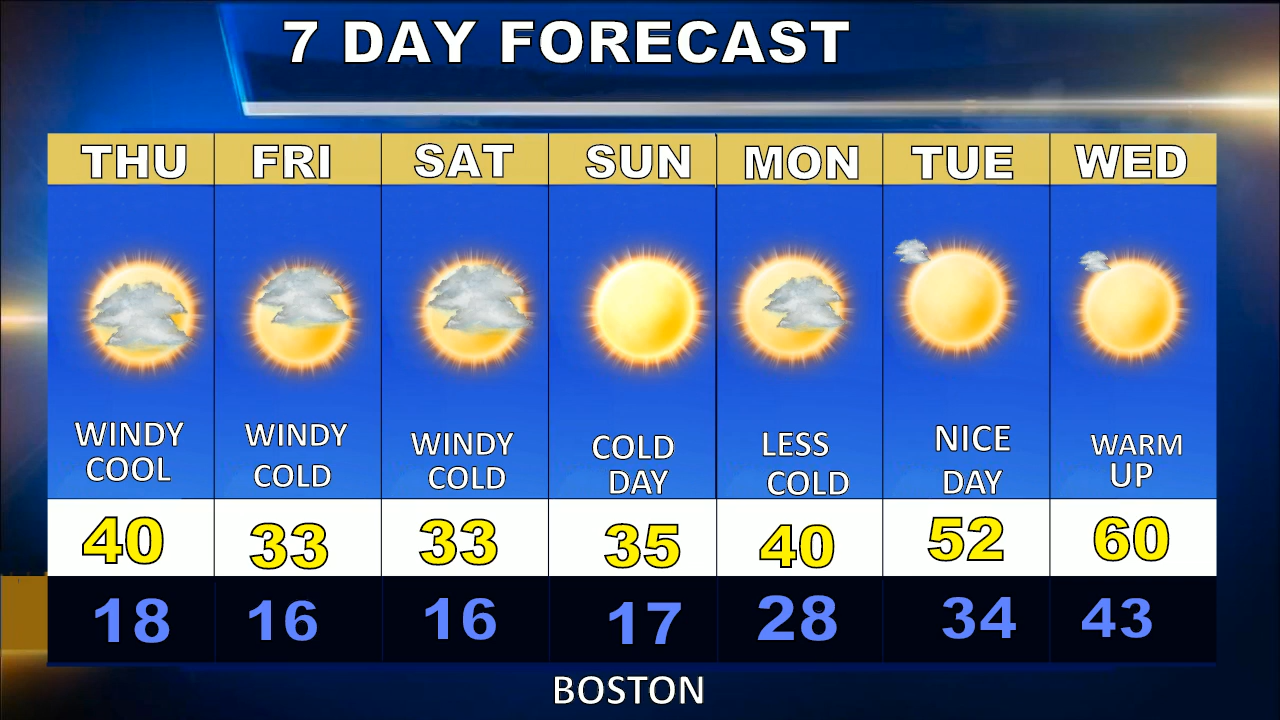 7 DAY FORECAST
THU FRI SAT SUN MON TUE WED
WINDY COOL
WINDY COLD
WINDY COLD
COLD DAY
LESS COLD
NICE DAY
WARM UP
40 33 33 35 40 52 60
18 16 16 17 28 34 43
BOSTON